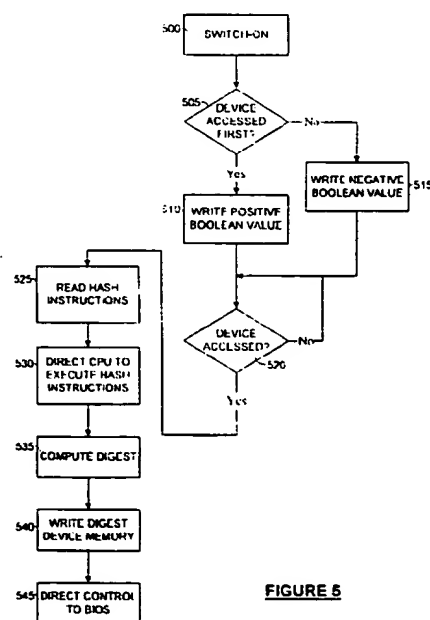 500
SWITCH-ON
505
DEVICE
ACCESSED
FIRST?
No
Yes
510
WRITE POSITIVE
BOOLEAN VALUE
WRITE NEGATIVE
BOOLEAN VALUE
515
DEVICE
ACCESSED?
No
520
Yes
525
READ HASH
INSTRUCTIONS
530
DIRECT CPU TO
EXECUTE HASH
INSTRUCTIONS
535
COMPUTE DIGEST
540
WRITE DIGEST
DEVICE MEMORY
545
DIRECT CONTROL
TO BIOS
FIGURE 5